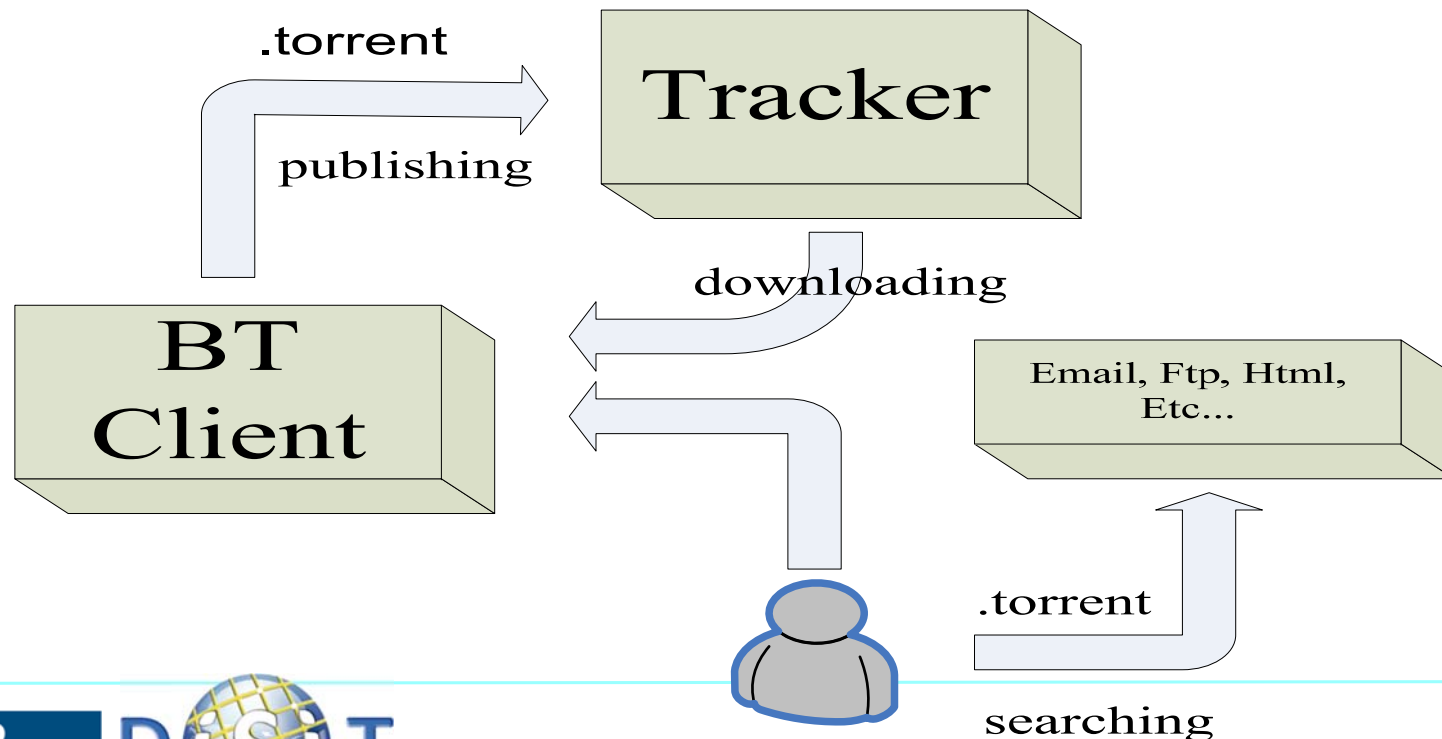 .torrent
Tracker
publishing
downloading
BT
Client
Email, Ftp, Html,
Etc...
.torrent
searching